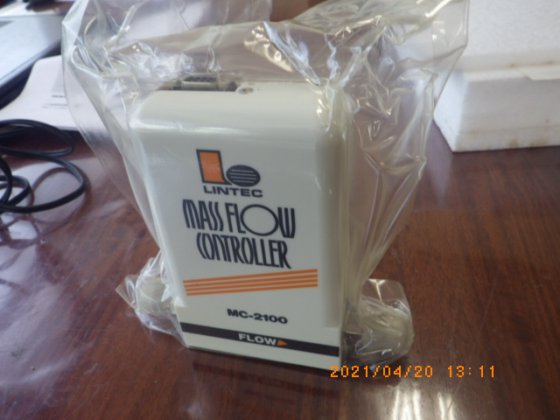 LINTEC
MASS FLOW
CONTROLLER
MC-2100
FLOW
2021/04/20 13:11